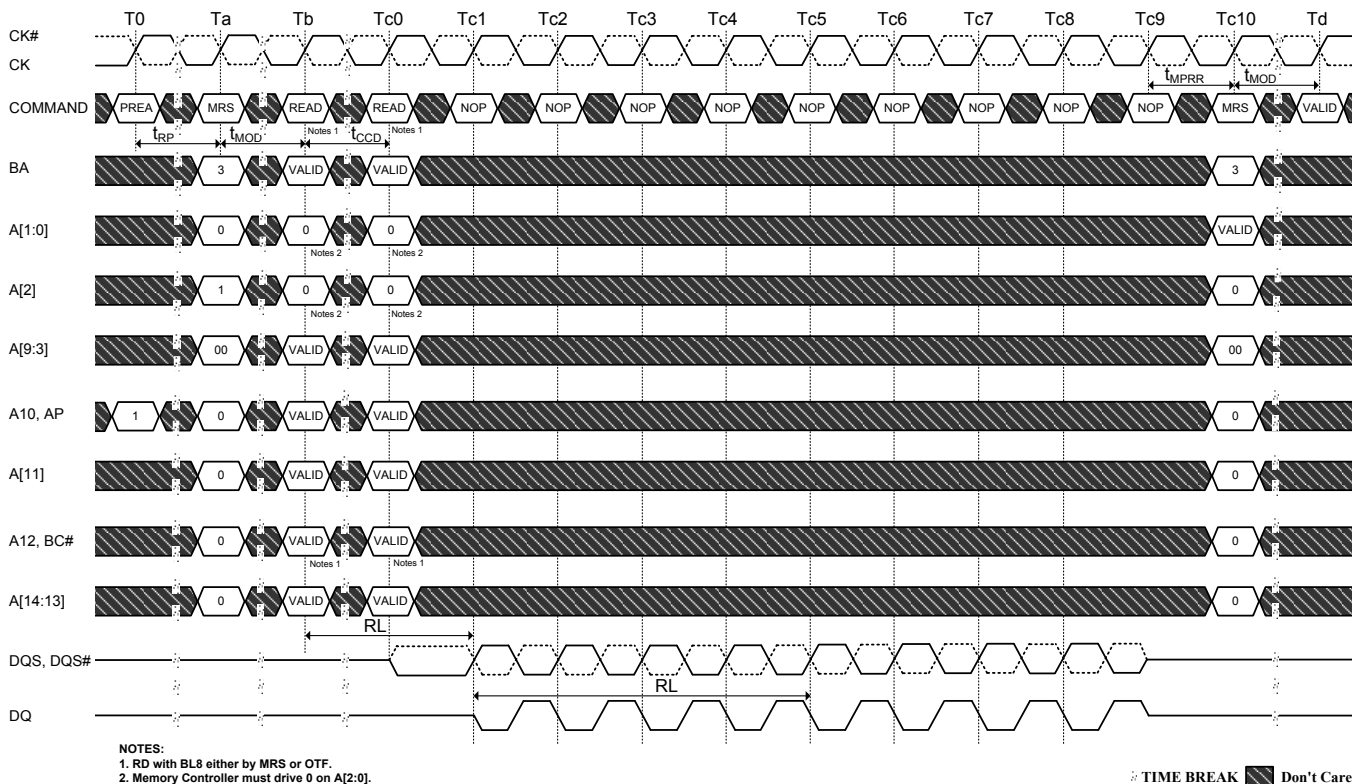 T0 Ta Tb Tc0 Tc1 Tc2 Tc3 Tc4 Tc5 Tc6 Tc7 Tc8 Tc9 Tc10 Td
CK#
CK
tMPRR tMOD
COMMAND PREA MRS READ READ NOP NOP NOP NOP NOP NOP NOP NOP NOP MRS VALID
Notes 1 Notes 1
tRP tMOD tCCD
BA 3 VALID VALID 3
A[1:0] 0 0 0 VALID
Notes 2 Notes 2
A[2] 1 0 0 0
Notes 2 Notes 2
A[9:3] 00 VALID VALID 00
A10, AP 1 0 VALID VALID 0
A[11] 0 VALID VALID 0
A12, BC# 0 VALID VALID 0
Notes 1 Notes 1
A[14:13] 0 VALID VALID 0
RL
DQS, DQS#
RL
DQ
NOTES:
1. RD with BL8 either by MRS or OTF.
2. Memory Controller must drive 0 on A[2:0].
TIME BREAK Don't Care